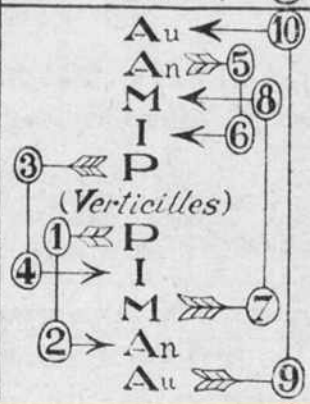 Au 10
An 5
M 8
I 6
3 P
(Verticilles)
1 P
4 I
M 7
2 An
Au 9